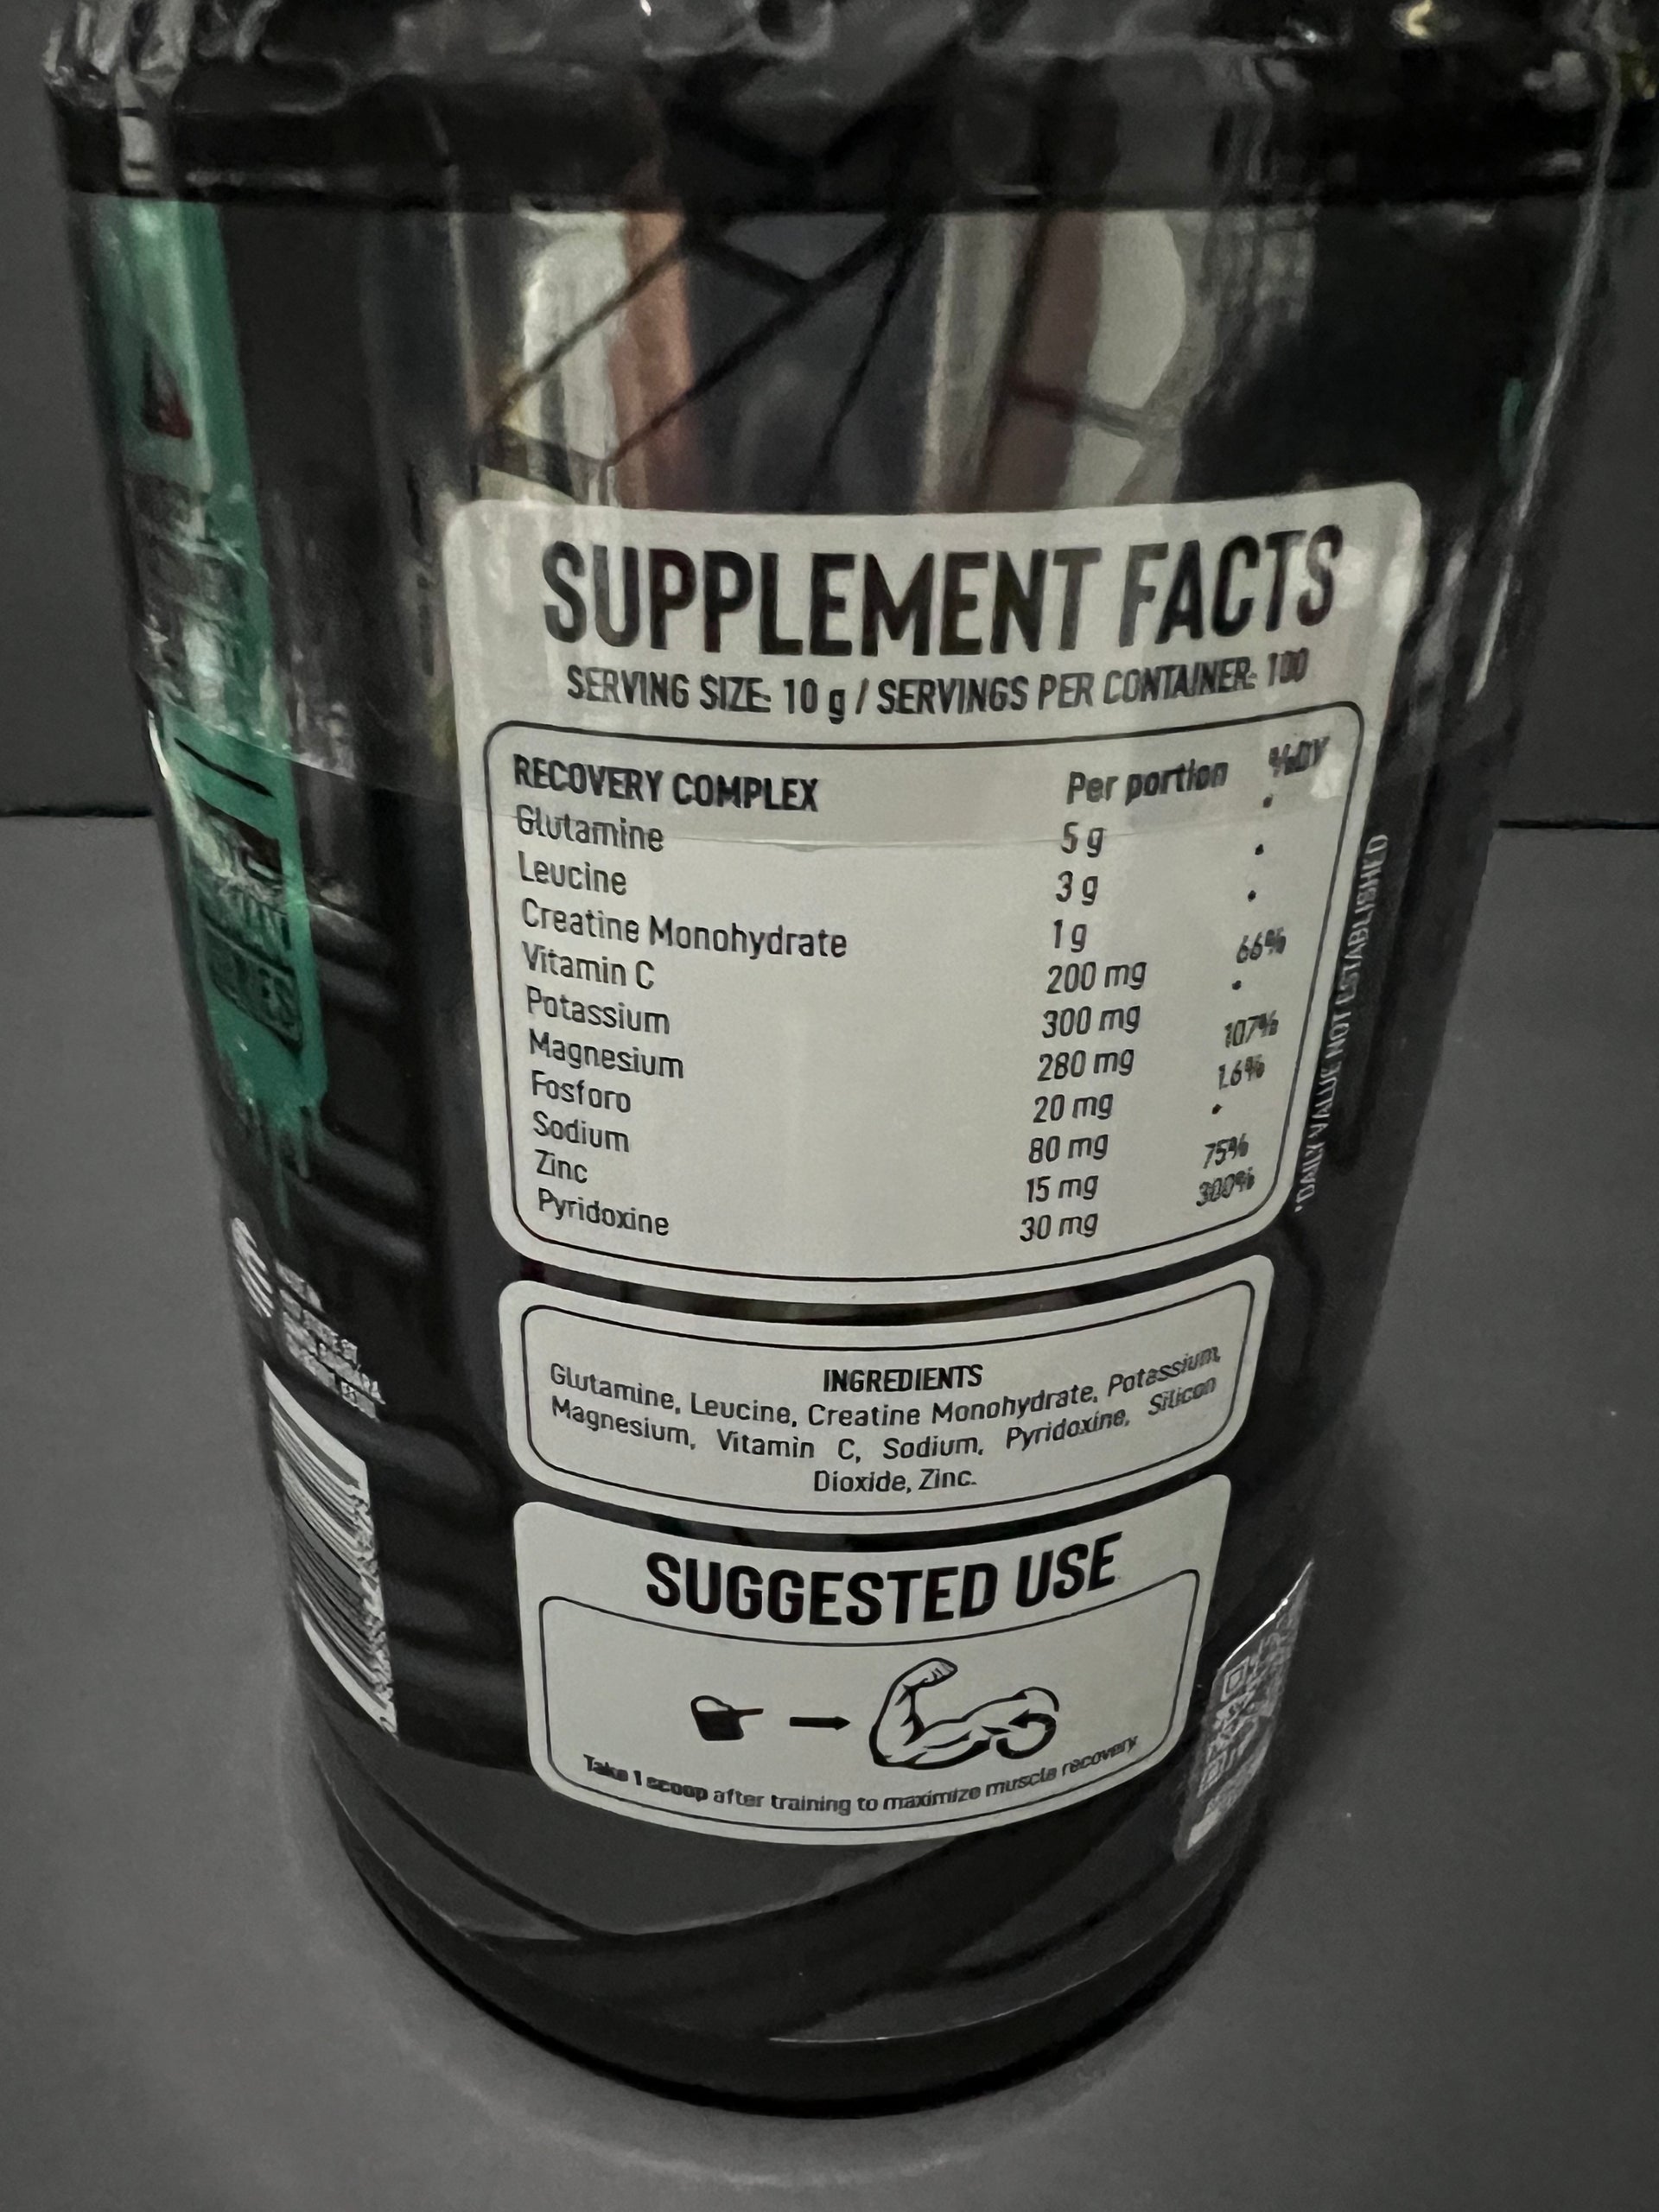 SUPPLEMENT FACTS
SERVING SIZE: 10 g / SERVINGS PER CONTAINER: 100
RECOVERY COMPLEX Per portion %DV
Glutamine 5 g •
Leucine 3 g •
Creatine Monohydrate 1 g •
Vitamin C 200 mg 66%
Potassium 300 mg •
Magnesium 280 mg 107%
Fosforo 20 mg 1.6%
Sodium 80 mg •
Zinc 15 mg 75%
Pyridoxine 30 mg 300%
*DAILY VALUE NOT ESTABLISHED
INGREDIENTS
Glutamine, Leucine, Creatine Monohydrate, Potassium,
Magnesium, Vitamin C, Sodium, Pyridoxine, Silicon
Dioxide, Zinc.
SUGGESTED USE
Take 1 scoop after training to maximize muscle recovery